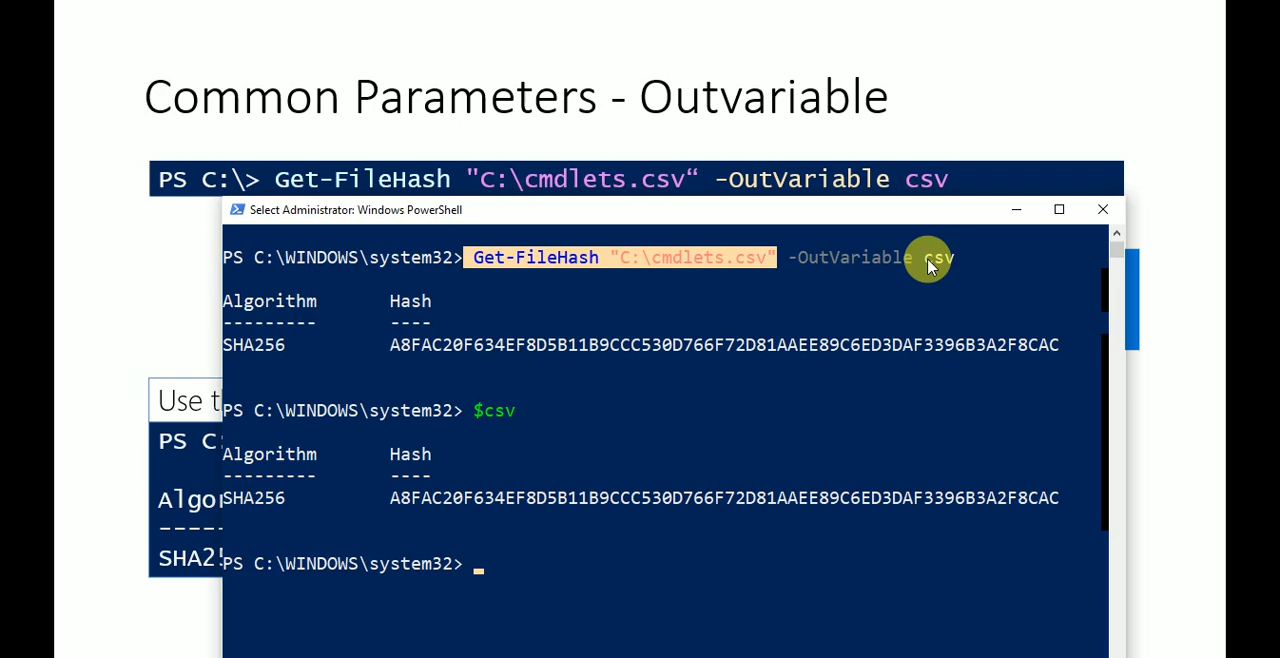 Common Parameters - Outvariable
PS C:\> Get-FileHash "C:\cmdlets.csv“ -OutVariable csv
Select Administrator: Windows PowerShell
PS C:\WINDOWS\system32> Get-FileHash "C:\cmdlets.csv" -OutVariable csv
Algorithm Hash
--------- ----
SHA256 A8FAC20F634EF8D5B11B9CCC530D766F72D81AAEE89C6ED3DAF3396B3A2F8CAC
PS C:\WINDOWS\system32> $csv
Algorithm Hash
--------- ----
SHA256 A8FAC20F634EF8D5B11B9CCC530D766F72D81AAEE89C6ED3DAF3396B3A2F8CAC
PS C:\WINDOWS\system32>
Use
PS C: